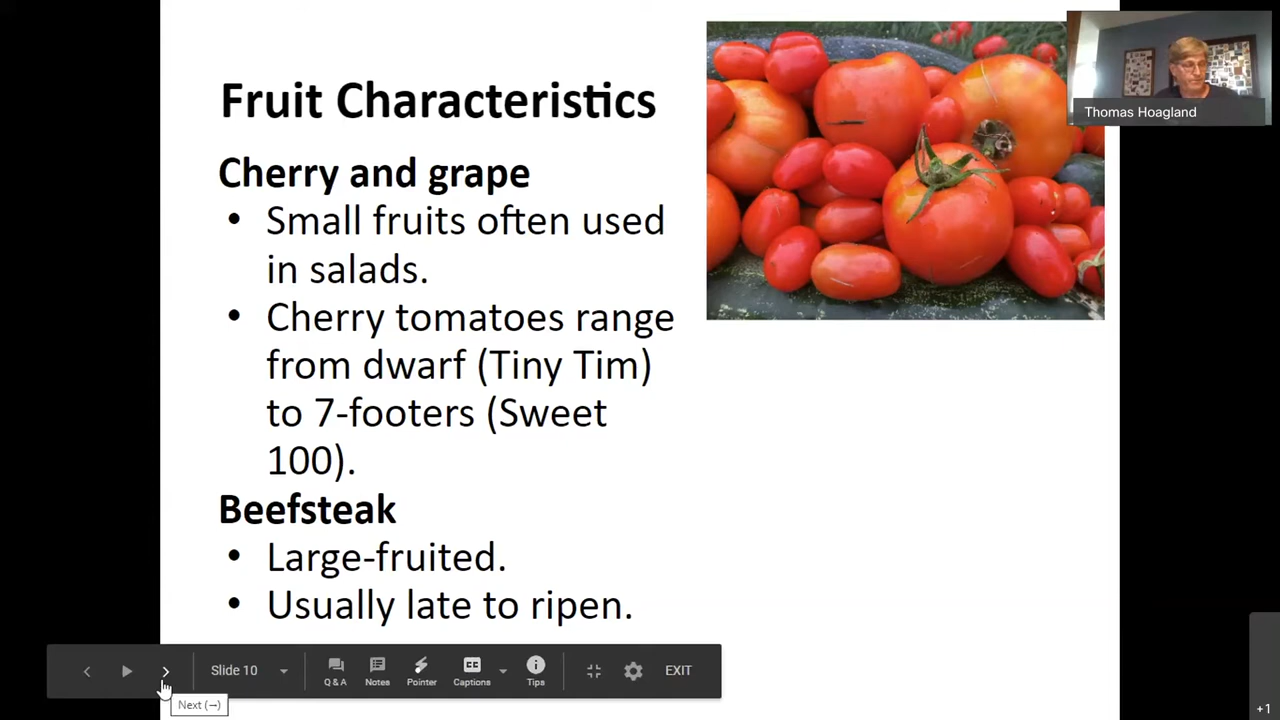 Fruit Characteristics
Thomas Hoagland
Cherry and grape
• Small fruits often used
in salads.
• Cherry tomatoes range
from dwarf (Tiny Tim)
to 7-footers (Sweet
100).
Beefsteak
• Large-fruited.
• Usually late to ripen.
Slide 10
Q & A
Notes
Pointer
CC
Captions
Tips
EXIT
Next (→)
+1